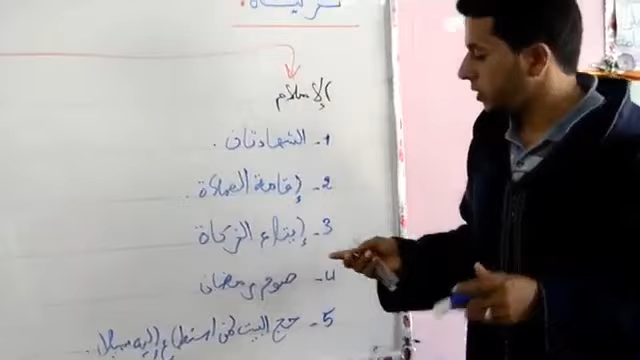 الإسلام
1- الشهادتان .
2- إقامة الصلاة .
3- إيتاء الزكاة
4- صوم رمضان
5- حج البيت لمن استطاع إليه سبيلا .